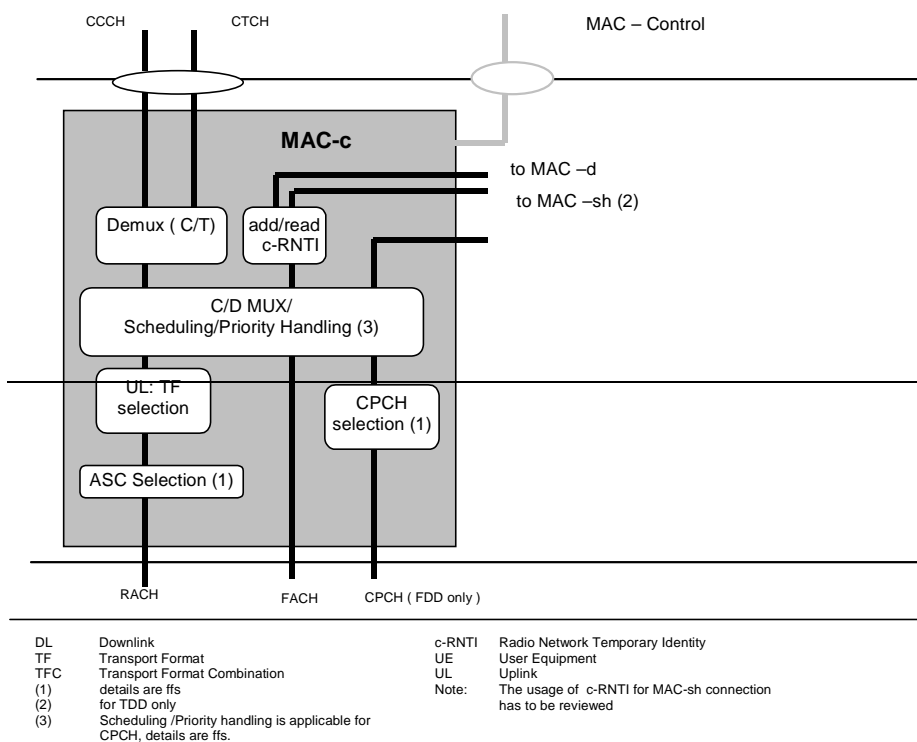 CCCH CTCH MAC – Control
MAC-c
to MAC –d
to MAC –sh (2)
Demux ( C/T)
add/read
c-RNTI
C/D MUX/
Scheduling/Priority Handling (3)
UL: TF
selection
CPCH
selection (1)
ASC Selection (1)
RACH FACH CPCH ( FDD only )
DL Downlink
TF Transport Format
TFC Transport Format Combination
(1) details are ffs
(2) for TDD only
(3) Scheduling /Priority handling is applicable for
CPCH, details are ffs.
c-RNTI Radio Network Temporary Identity
UE User Equipment
UL Uplink
Note: The usage of c-RNTI for MAC-sh connection
has to be reviewed